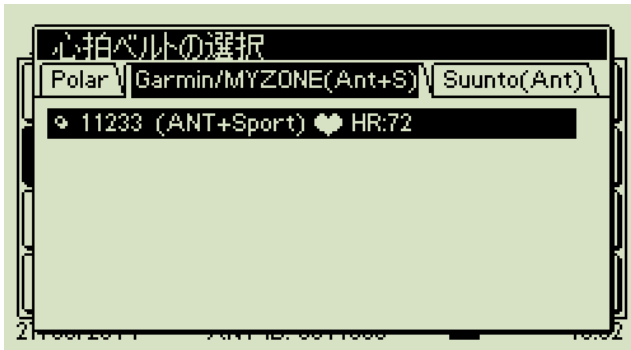 心拍ベルトの選択
Polar Garmin/MYZONE(Ant+S) Suunto(Ant)
11233 (ANT+Sport) HR:72